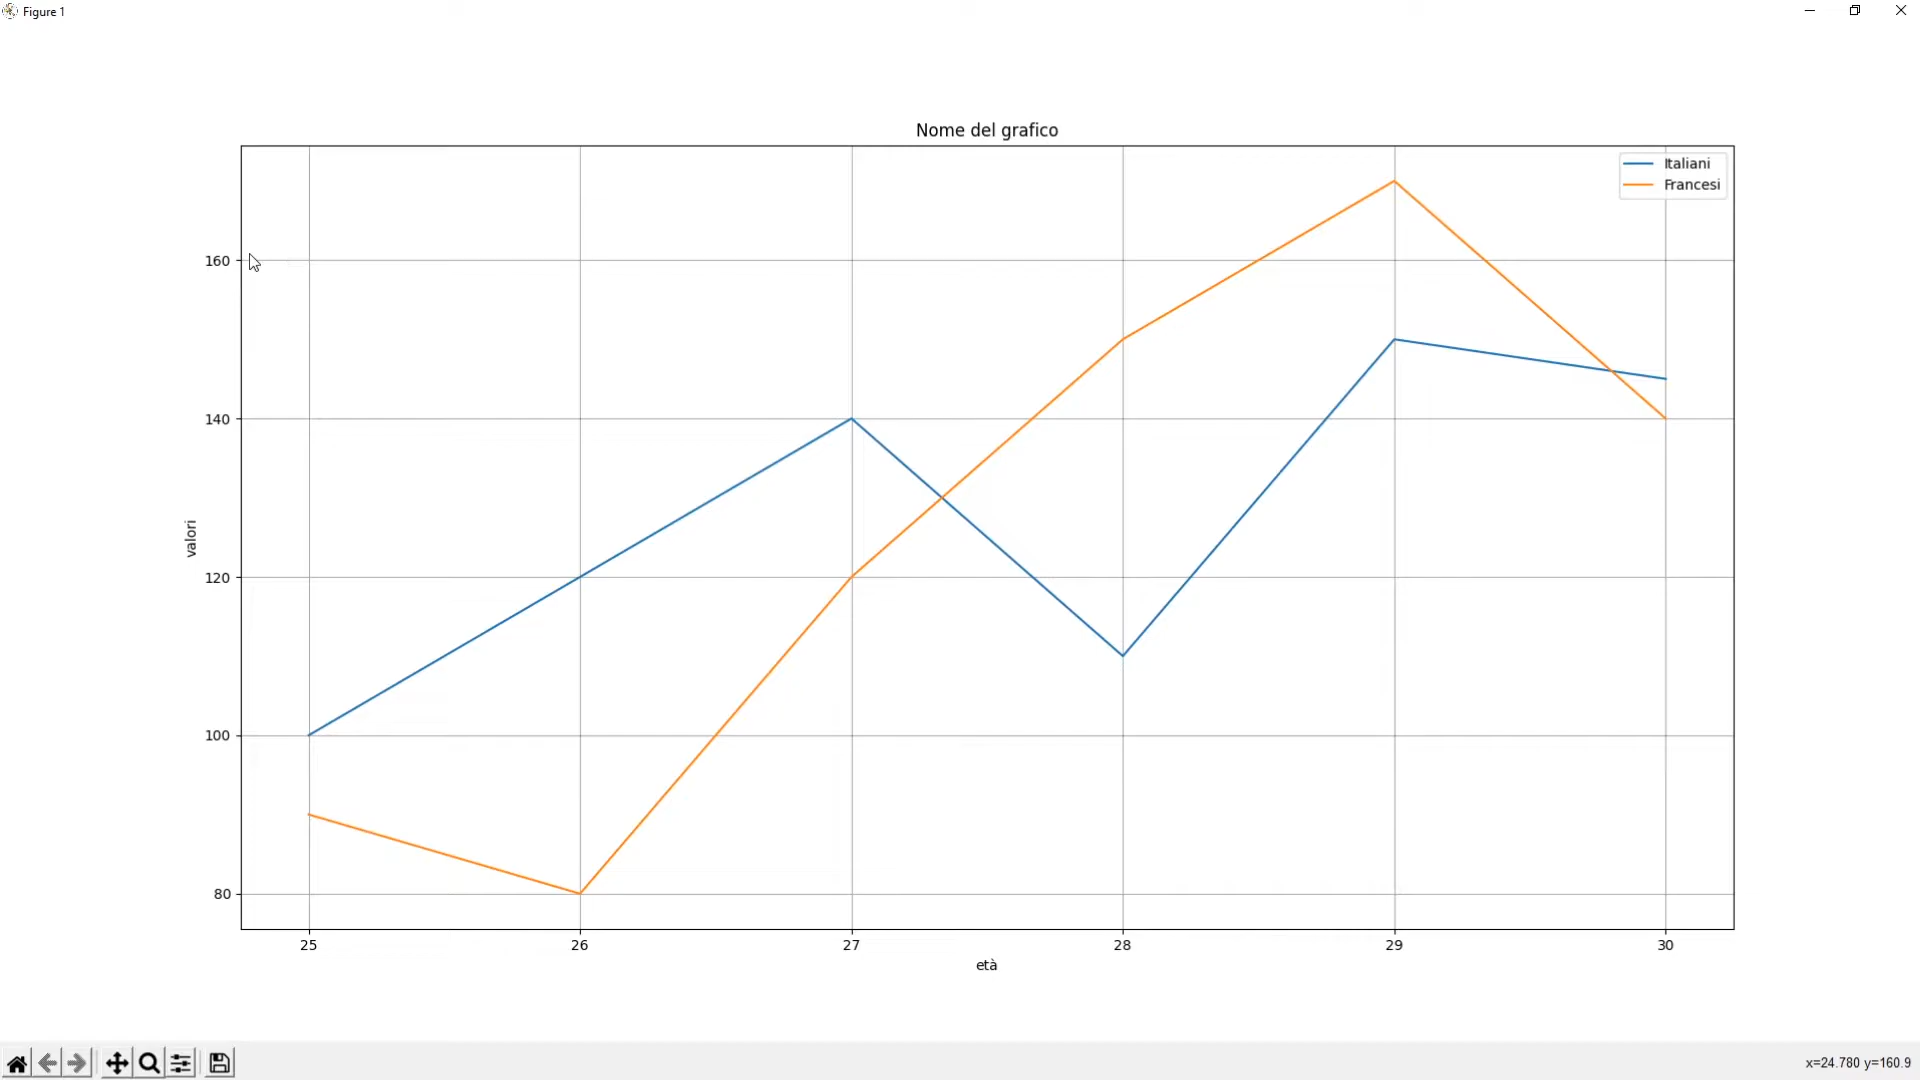 Figure 1
Nome del grafico
Italiani
Francesi
160
140
120
100
80
valori
25 26 27 28 29 30
età
x=24.780 y=160.9